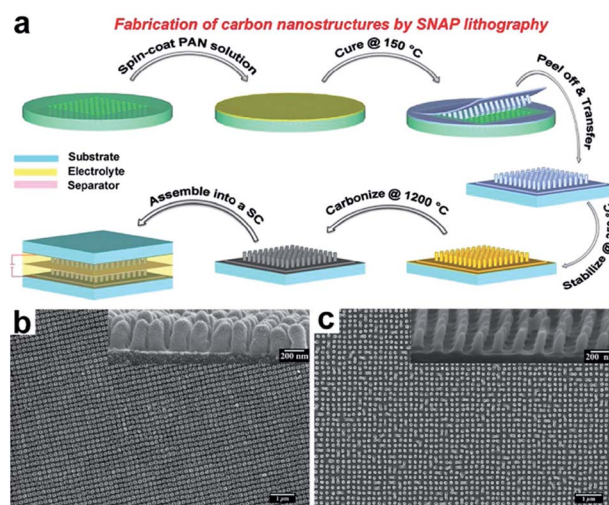 a
Fabrication of carbon nanostructures by SNAP lithography
Spin-coat PAN solution
Cure @ 150 °C
Peel off & Transfer
Substrate
Electrolyte
Separator
Assemble into a SC
Carbonize @ 1200 °C
Stabilize @
b
200 nm
1 μm
c
200 nm
1 μm